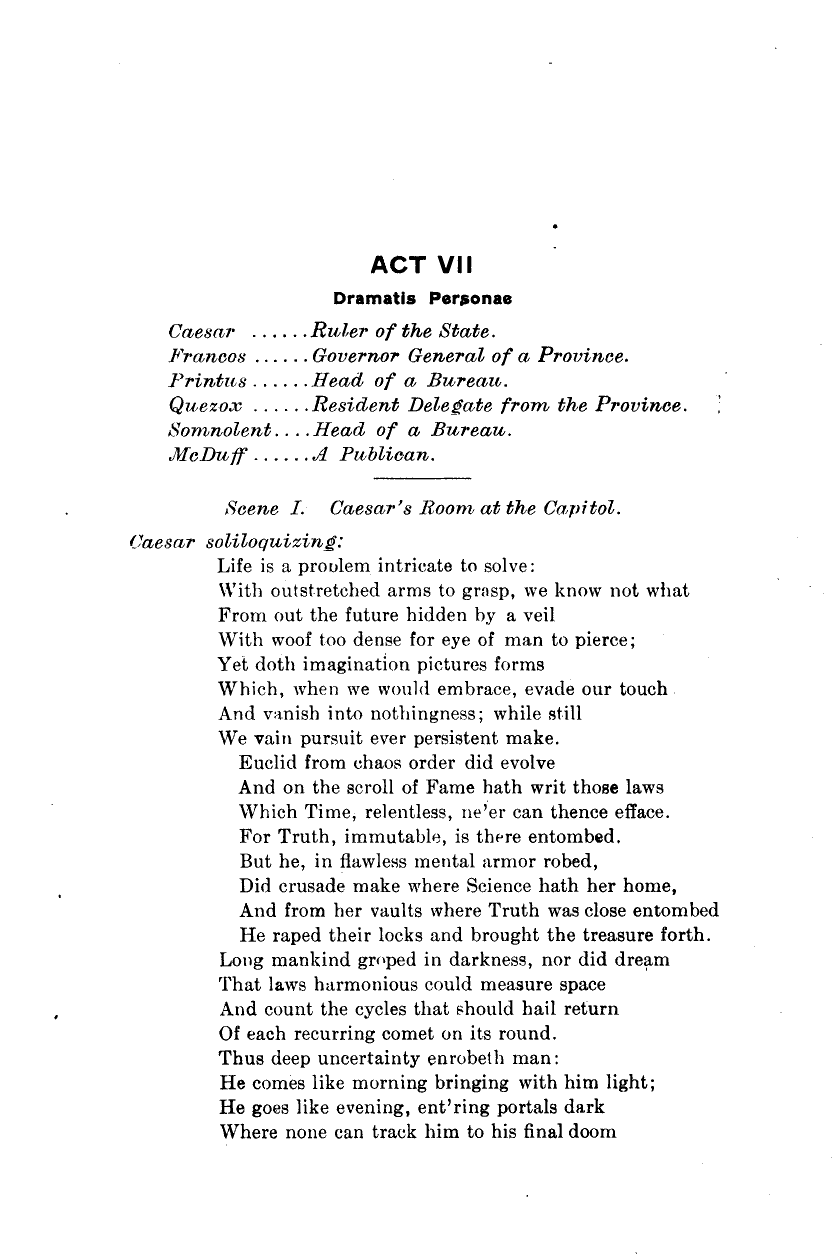 ACT VII
Dramatis Personae
Caesar ......Ruler of the State.
Francos ......Governor General of a Province.
Printus ......Head of a Bureau.
Quezox ......Resident Delegate from the Province.
Somnolent....Head of a Bureau.
McDuff ......A Publican.
Scene I. Caesar's Room at the Capitol.
Caesar soliloquizing:
Life is a problem intricate to solve:
With outstretched arms to grasp, we know not what
From out the future hidden by a veil
With woof too dense for eye of man to pierce;
Yet doth imagination pictures forms
Which, when we would embrace, evade our touch
And vanish into nothingness; while still
We vain pursuit ever persistent make.
Euclid from chaos order did evolve
And on the scroll of Fame hath writ those laws
Which Time, relentless, ne'er can thence efface.
For Truth, immutable, is there entombed.
But he, in flawless mental armor robed,
Did crusade make where Science hath her home,
And from her vaults where Truth was close entombed
He raped their locks and brought the treasure forth.
Long mankind groped in darkness, nor did dream
That laws harmonious could measure space
And count the cycles that should hail return
Of each recurring comet on its round.
Thus deep uncertainty enrobeth man:
He comes like morning bringing with him light;
He goes like evening, ent'ring portals dark
Where none can track him to his final doom